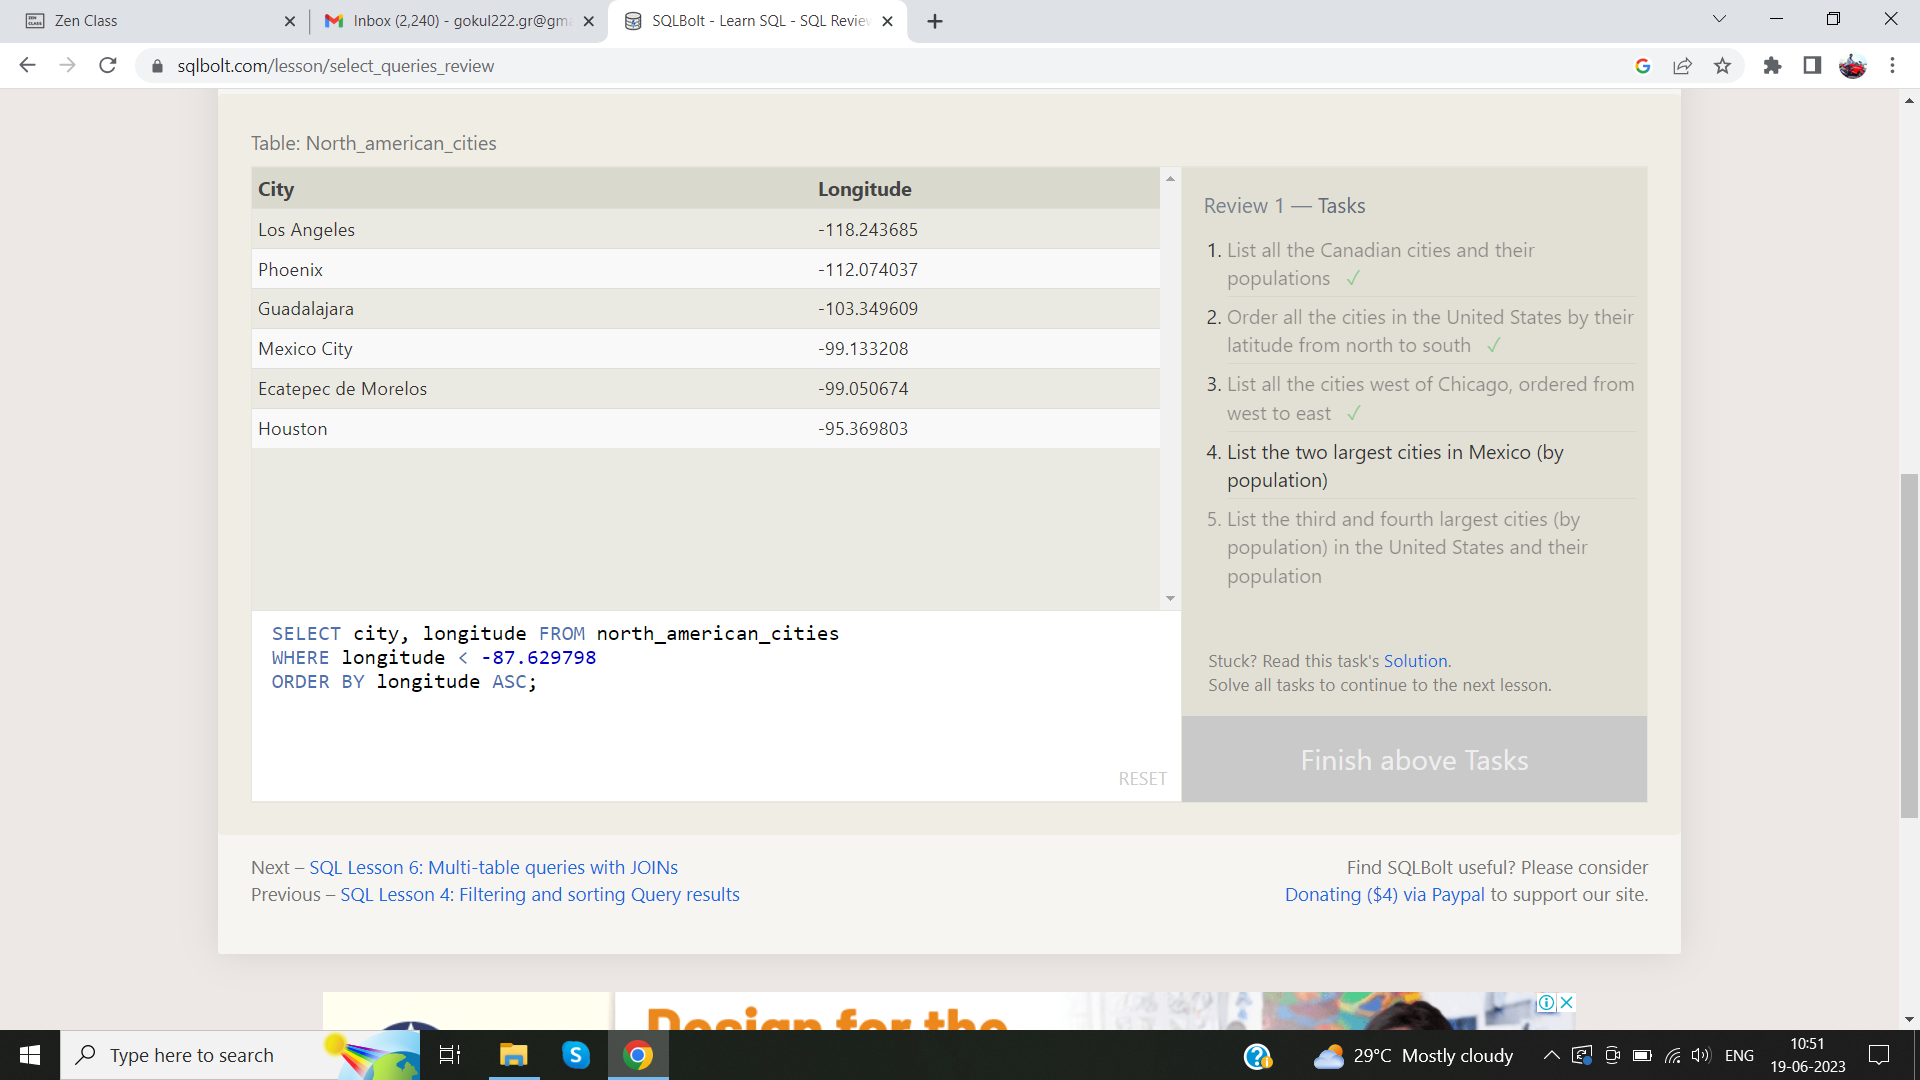 Zen Class
Inbox (2,240) - gokul222.gr@gm
SQLBolt - Learn SQL - SQL Review
sqlbolt.com/lesson/select_queries_review
Table: North_american_cities
City Longitude
Los Angeles -118.243685
Phoenix -112.074037
Guadalajara -103.349609
Mexico City -99.133208
Ecatepec de Morelos -99.050674
Houston -95.369803
SELECT city, longitude FROM north_american_cities
WHERE longitude < -87.629798
ORDER BY longitude ASC;
RESET
Review 1 — Tasks
1. List all the Canadian cities and their
populations ✓
2. Order all the cities in the United States by their
latitude from north to south ✓
3. List all the cities west of Chicago, ordered from
west to east ✓
4. List the two largest cities in Mexico (by
population)
5. List the third and fourth largest cities (by
population) in the United States and their
population
Stuck? Read this task's Solution.
Solve all tasks to continue to the next lesson.
Finish above Tasks
Next – SQL Lesson 6: Multi-table queries with JOINs
Previous – SQL Lesson 4: Filtering and sorting Query results
Find SQLBolt useful? Please consider
Donating ($4) via Paypal to support our site.
Design for the
Type here to search
29°C Mostly cloudy
ENG
10:51
19-06-2023